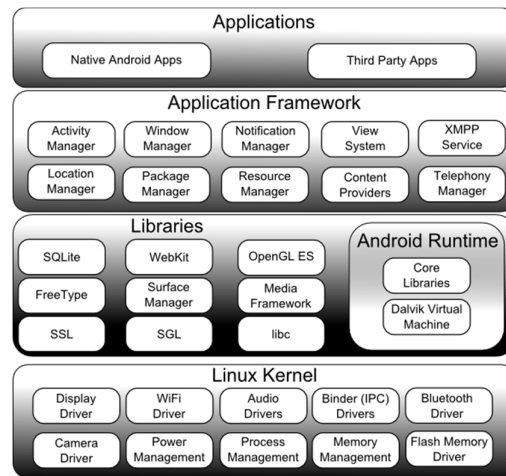 Applications
Native Android Apps
Third Party Apps
Application Framework
Activity
Manager
Window
Manager
Notification
Manager
View
System
XMPP
Service
Location
Manager
Package
Manager
Resource
Manager
Content
Providers
Telephony
Manager
Libraries
SQLite
WebKit
OpenGL ES
FreeType
Surface
Manager
Media
Framework
SSL
SGL
libc
Android Runtime
Core
Libraries
Dalvik Virtual
Machine
Linux Kernel
Display
Driver
WiFi
Driver
Audio
Drivers
Binder (IPC)
Drivers
Bluetooth
Driver
Camera
Driver
Power
Management
Process
Management
Memory
Management
Flash Memory
Driver